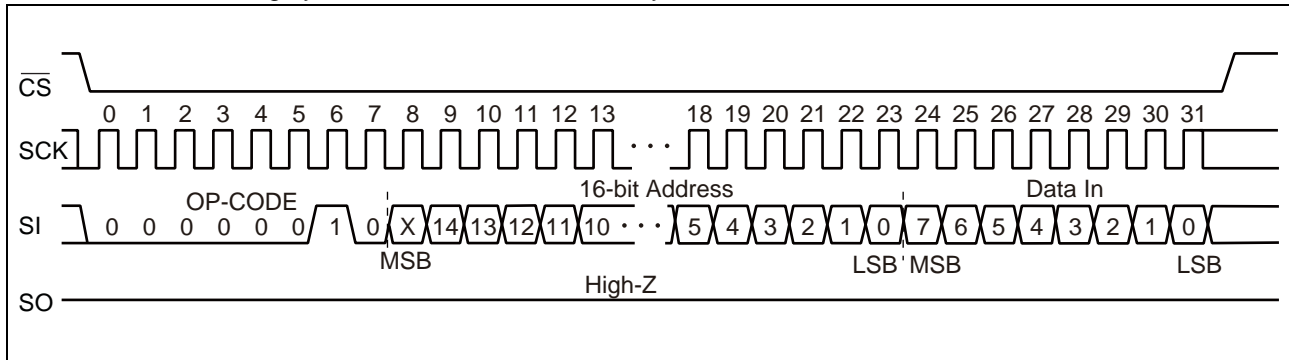 CS
0 1 2 3 4 5 6 7 8 9 10 11 12 13 18 19 20 21 22 23 24 25 26 27 28 29 30 31
SCK ···
OP-CODE 16-bit Address Data In
SI 0 0 0 0 0 0 1 0 X 14 13 12 11 10 ··· 5 4 3 2 1 0 7 6 5 4 3 2 1 0
MSB LSB MSB LSB
High-Z
SO